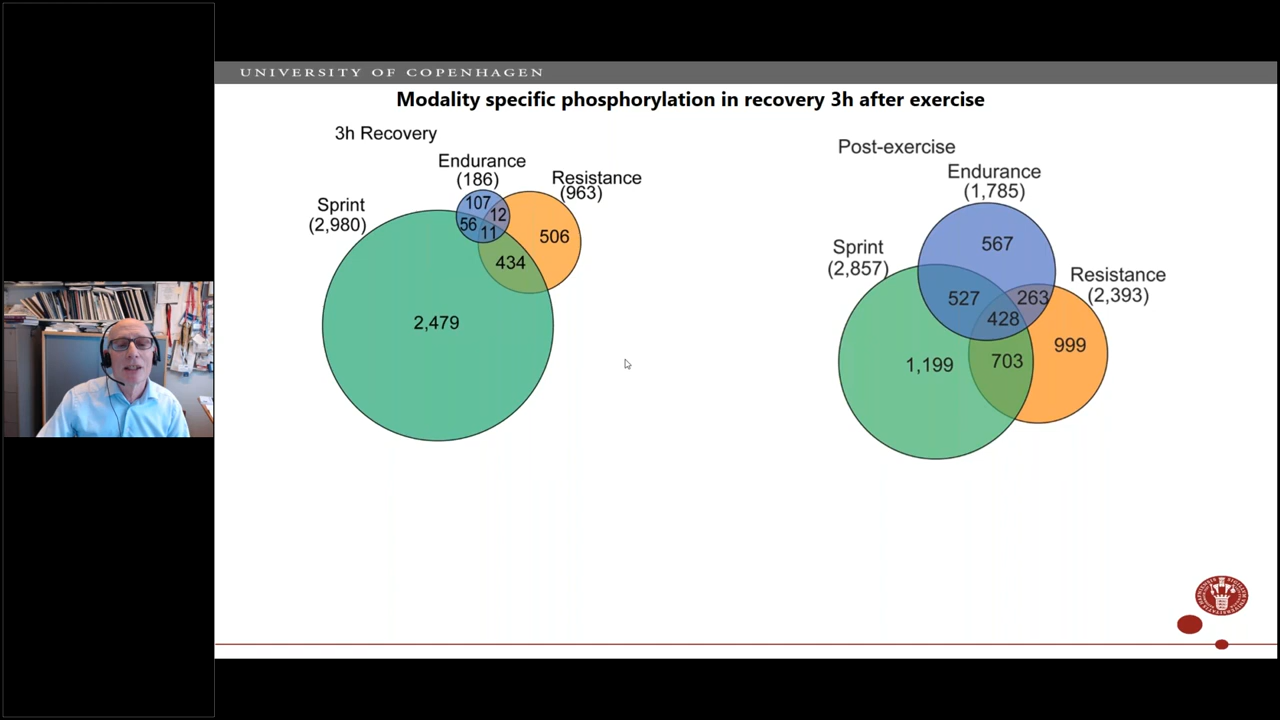 UNIVERSITY OF COPENHAGEN
Modality specific phosphorylation in recovery 3h after exercise
3h Recovery
Endurance
(186)
Resistance
(963)
Sprint
(2,980)
107
12
56
11
506
434
2,479
Post-exercise
Endurance
(1,785)
Sprint
(2,857)
Resistance
(2,393)
567
527
263
428
999
1,199
703